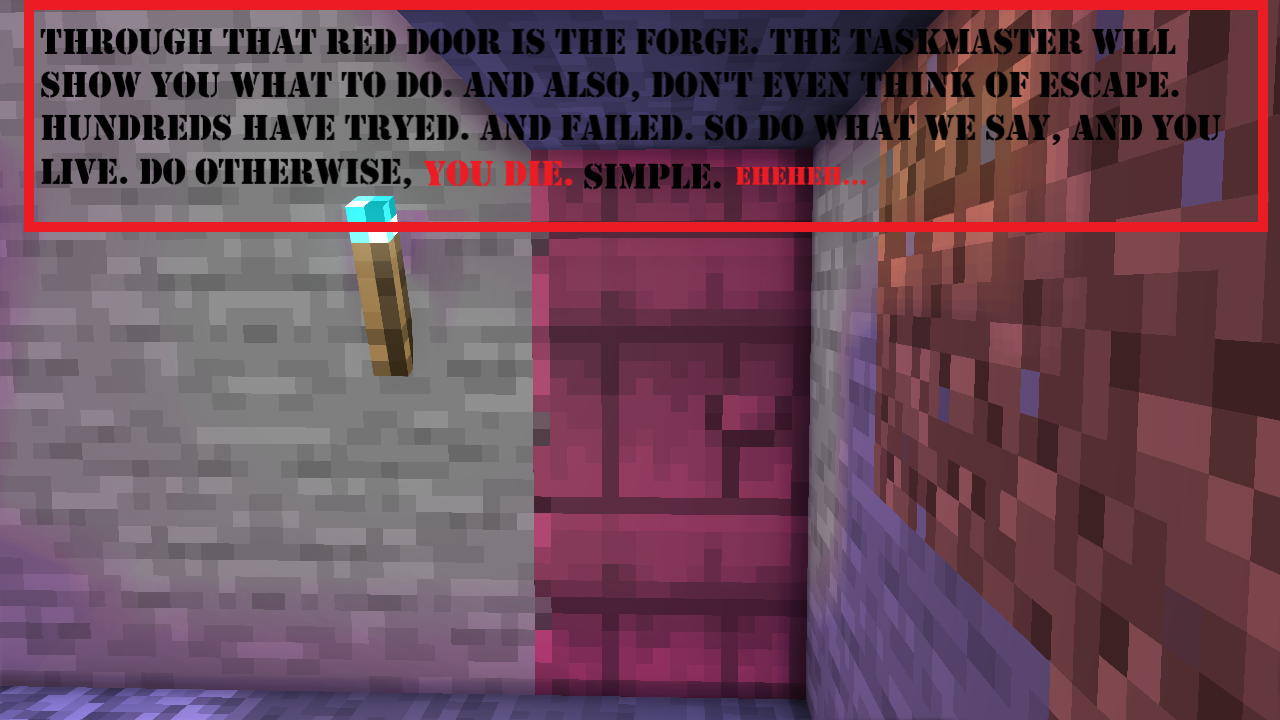 THROUGH THAT RED DOOR IS THE FORGE. THE TASKMASTER WILL
SHOW YOU WHAT TO DO. AND ALSO, DON'T EVEN THINK OF ESCAPE.
HUNDREDS HAVE TRYED. AND FAILED. SO DO WHAT WE SAY, AND YOU
LIVE. DO OTHERWISE, YOU DIE. SIMPLE. EHEHEH...